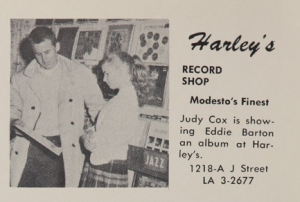 Harley's
RECORD
SHOP
Modesto's Finest
Judy Cox is show-
ing Eddie Barton
an album at Har-
ley's.
1218-A J Street
LA 3-2677
JAZZ